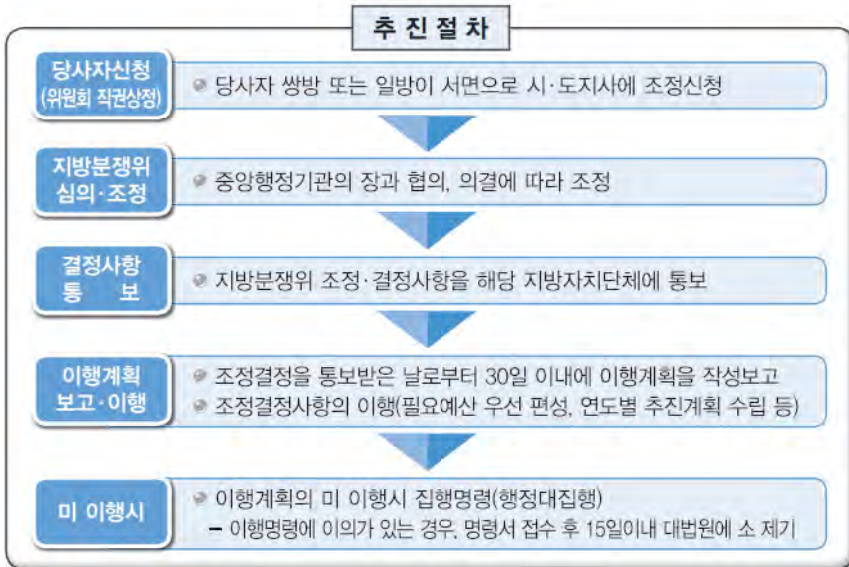 추진절차
당사자신청
(위원회 직권상정)
당사자 쌍방 또는 일방이 서면으로 시·도지사에 조정신청
지방분쟁위
심의·조정
중앙행정기관의 장과 협의, 의결에 따라 조정
결정사항
통 보
지방분쟁위 조정·결정사항을 해당 지방자치단체에 통보
이행계획
보고·이행
조정결정을 통보받은 날로부터 30일 이내에 이행계획을 작성보고
조정결정사항의 이행(필요예산 우선 편성, 연도별 추진계획 수립 등)
미 이행시
이행계획의 미 이행시 집행명령(행정대집행)
– 이행명령에 이의가 있는 경우, 명령서 접수 후 15일이내 대법원에 소 제기